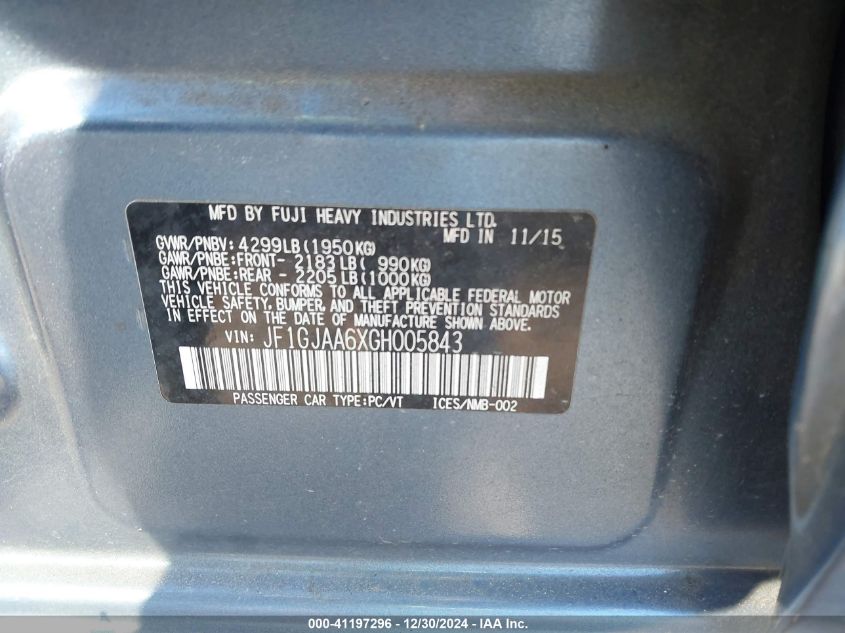 MFD BY FUJI HEAVY INDUSTRIES LTD.
MFD IN 11/15
GVWR/PNBV: 4299LB(1950KG)
GAWR/PNBE:FRONT- 2183LB( 990KG)
GAWR/PNBE:REAR - 2205LB(1000KG)
THIS VEHICLE CONFORMS TO ALL APPLICABLE FEDERAL MOTOR
VEHICLE SAFETY, BUMPER, AND THEFT PREVENTION STANDARDS
IN EFFECT ON THE DATE OF MANUFACTURE SHOWN ABOVE.
VIN: JF1GJAA6XGH005843
PASSENGER CAR TYPE:PC/VT ICES/NMB-002
000-41197296 - 12/30/2024 - IAA Inc.